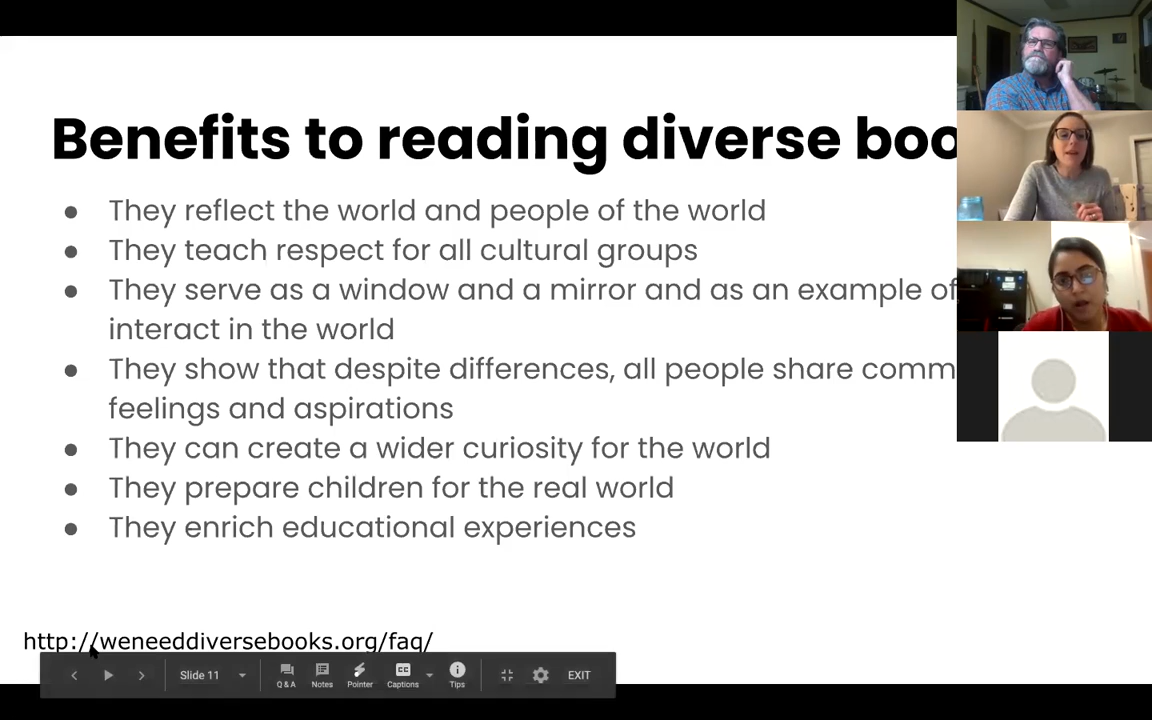 Benefits to reading diverse boo
● They reflect the world and people of the world
● They teach respect for all cultural groups
● They serve as a window and a mirror and as an example of
interact in the world
● They show that despite differences, all people share comm
feelings and aspirations
● They can create a wider curiosity for the world
● They prepare children for the real world
● They enrich educational experiences
http://weneeddiversebooks.org/faq/
Slide 11
Q & A Notes Pointer Captions Tips EXIT